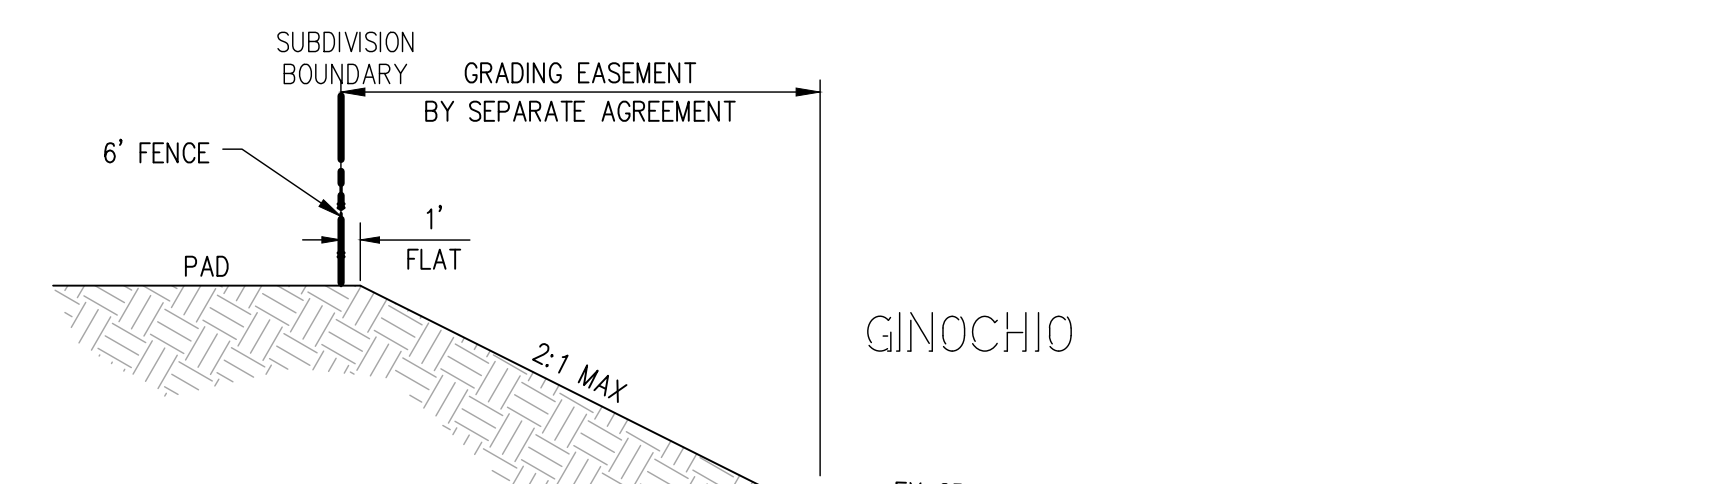 SUBDIVISION
BOUNDARY
GRADING EASEMENT
BY SEPARATE AGREEMENT
6' FENCE
1'
FLAT
PAD
2:1 MAX
GINOCHIO